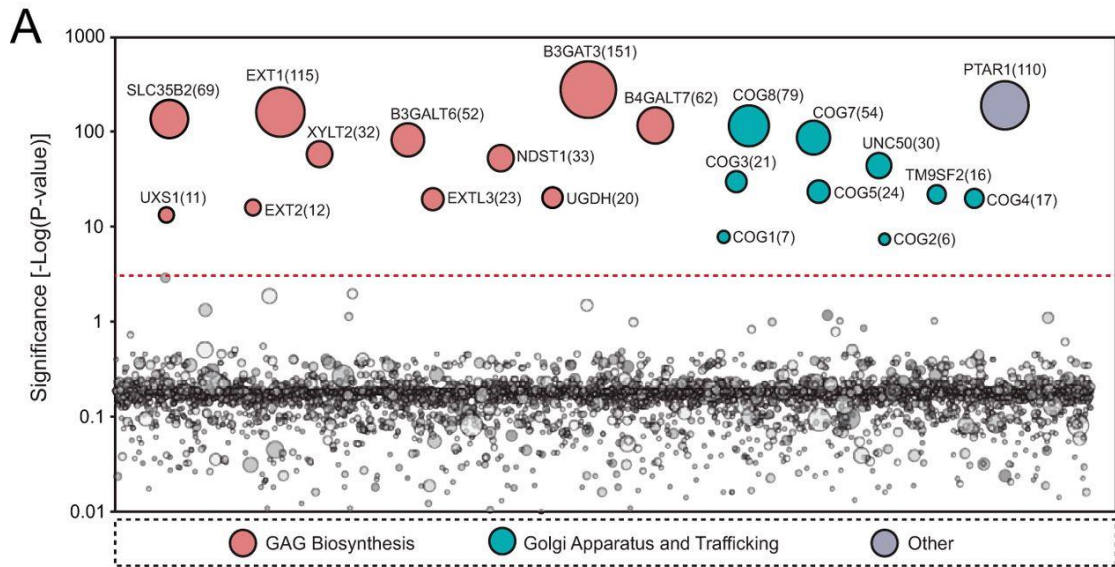 A
1000
100
10
1
0.1
0.01
Significance [-Log(P-value)]
B3GAT3(151)
EXT1(115)
PTAR1(110)
SLC35B2(69)
B4GALT7(62)
COG8(79)
B3GALT6(52)
COG7(54)
XYLT2(32)
UNC50(30)
NDST1(33)
COG3(21)
TM9SF2(16)
UXS1(11)
EXT2(12)
EXTL3(23)
UGDH(20)
COG5(24)
COG4(17)
COG1(7)
COG2(6)
GAG Biosynthesis
Golgi Apparatus and Trafficking
Other